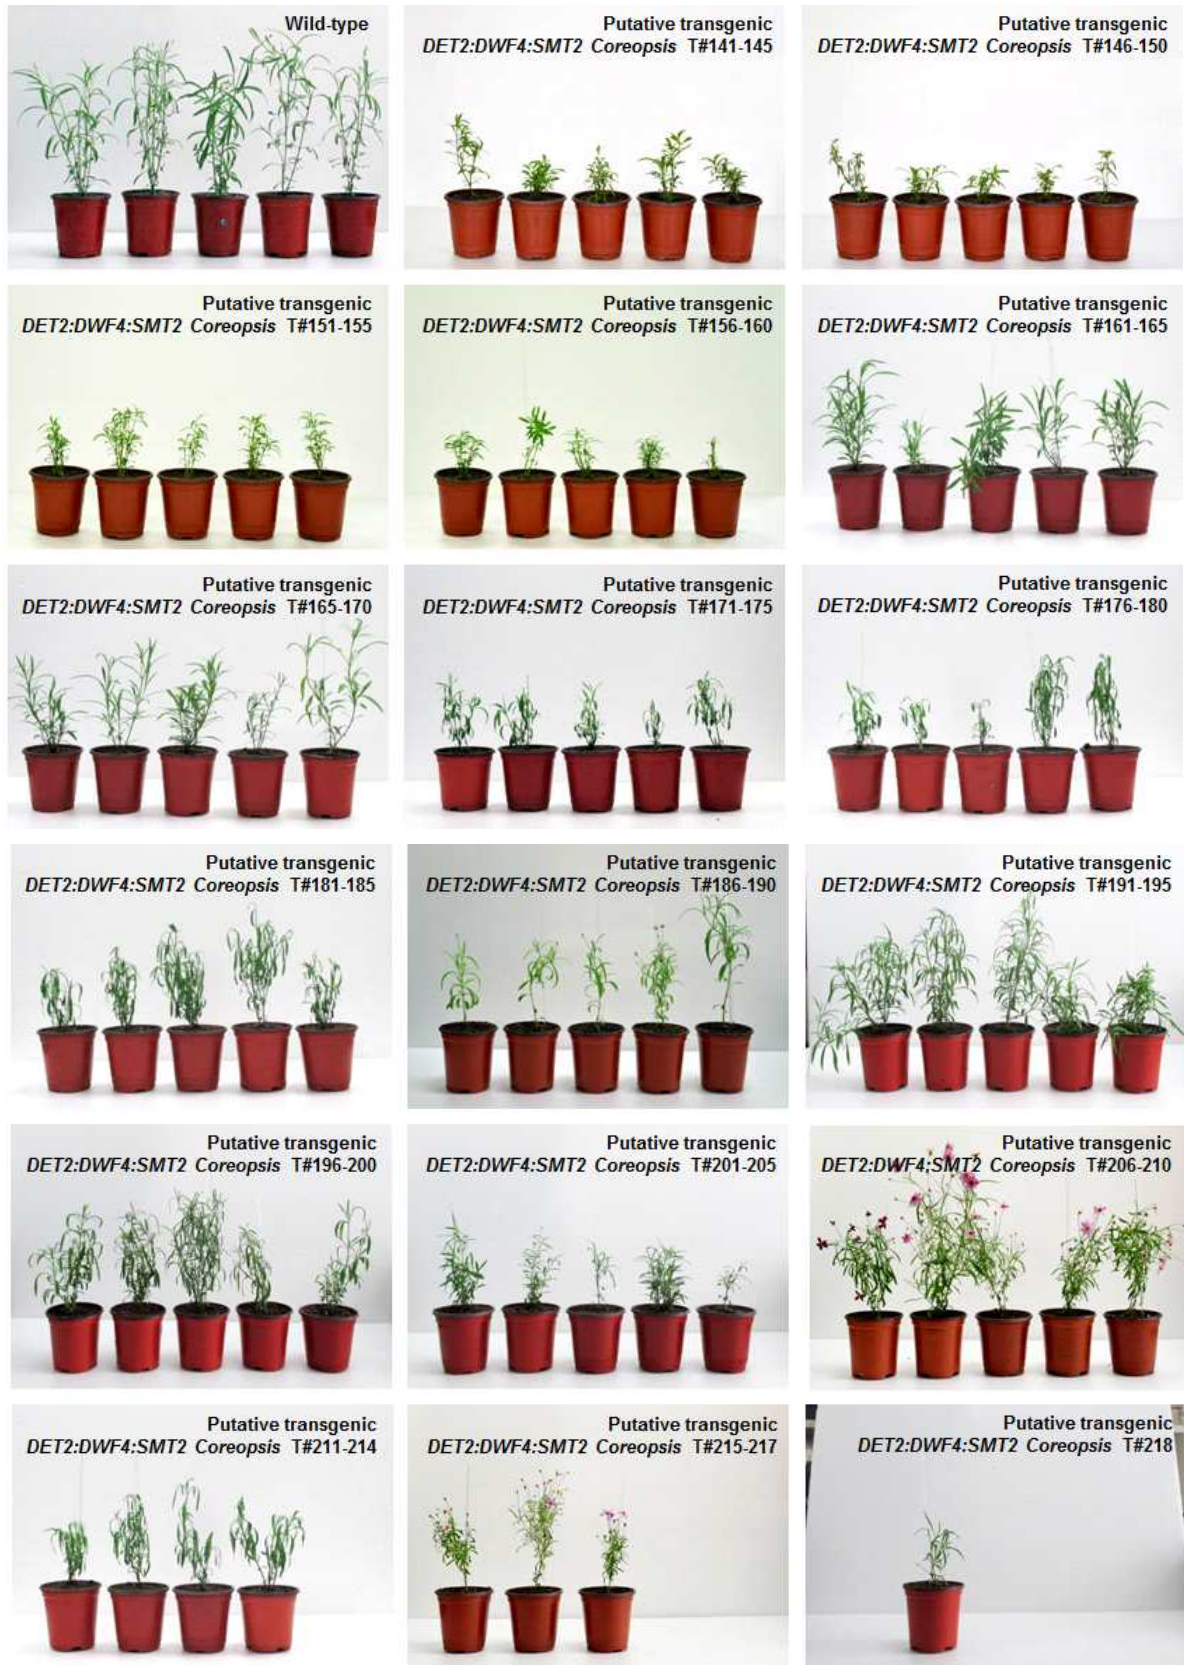 Wild-type
Putative transgenic
DET2:DWF4:SMT2 Coreopsis T#141-145
Putative transgenic
DET2:DWF4:SMT2 Coreopsis T#146-150
Putative transgenic
DET2:DWF4:SMT2 Coreopsis T#151-155
Putative transgenic
DET2:DWF4:SMT2 Coreopsis T#156-160
Putative transgenic
DET2:DWF4:SMT2 Coreopsis T#161-165
Putative transgenic
DET2:DWF4:SMT2 Coreopsis T#165-170
Putative transgenic
DET2:DWF4:SMT2 Coreopsis T#171-175
Putative transgenic
DET2:DWF4:SMT2 Coreopsis T#176-180
Putative transgenic
DET2:DWF4:SMT2 Coreopsis T#181-185
Putative transgenic
DET2:DWF4:SMT2 Coreopsis T#186-190
Putative transgenic
DET2:DWF4:SMT2 Coreopsis T#191-195
Putative transgenic
DET2:DWF4:SMT2 Coreopsis T#196-200
Putative transgenic
DET2:DWF4:SMT2 Coreopsis T#201-205
Putative transgenic
DET2:DWF4:SMT2 Coreopsis T#206-210
Putative transgenic
DET2:DWF4:SMT2 Coreopsis T#211-214
Putative transgenic
DET2:DWF4:SMT2 Coreopsis T#215-217
Putative transgenic
DET2:DWF4:SMT2 Coreopsis T#218